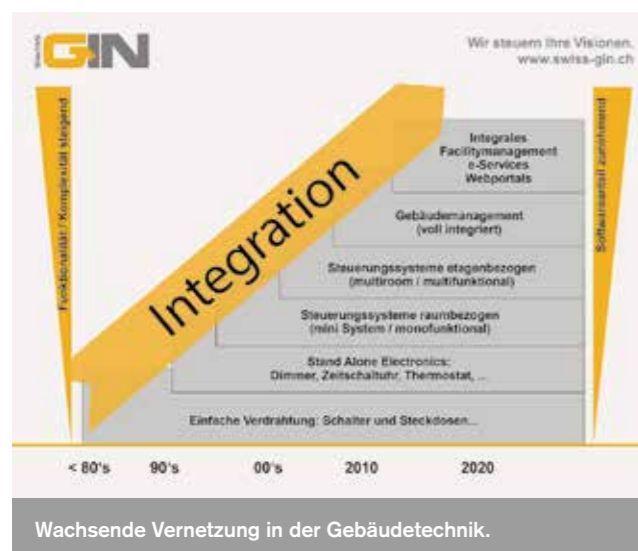 GIN
Wir steuern Ihre Visionen.
www.swiss-gin.ch
Funktionalität / Komplexität steigend
Softwareanteil zunehmend
Integration
Integrales
Facilitymanagement
e-Services
Webportals
Gebäudemanagement
(voll integriert)
Steuerungssysteme etagenbezogen
(multiroom / multifunktional)
Steuerungssysteme raumbezogen
(mini System / monofunktional)
Stand Alone Electronics:
Dimmer, Zeitschaltuhr, Thermostat, ...
Einfache Verdrahtung: Schalter und Steckdosen...
< 80's 90's 00's 2010 2020
Wachsende Vernetzung in der Gebäudetechnik.